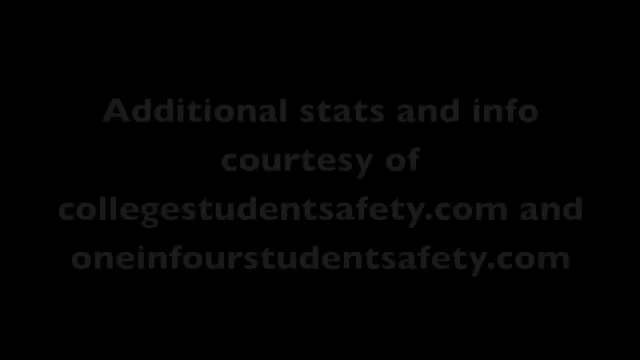 Additional stats and info
courtesy of
collegestudentsafety.com and
oneinfourstudentsafety.com